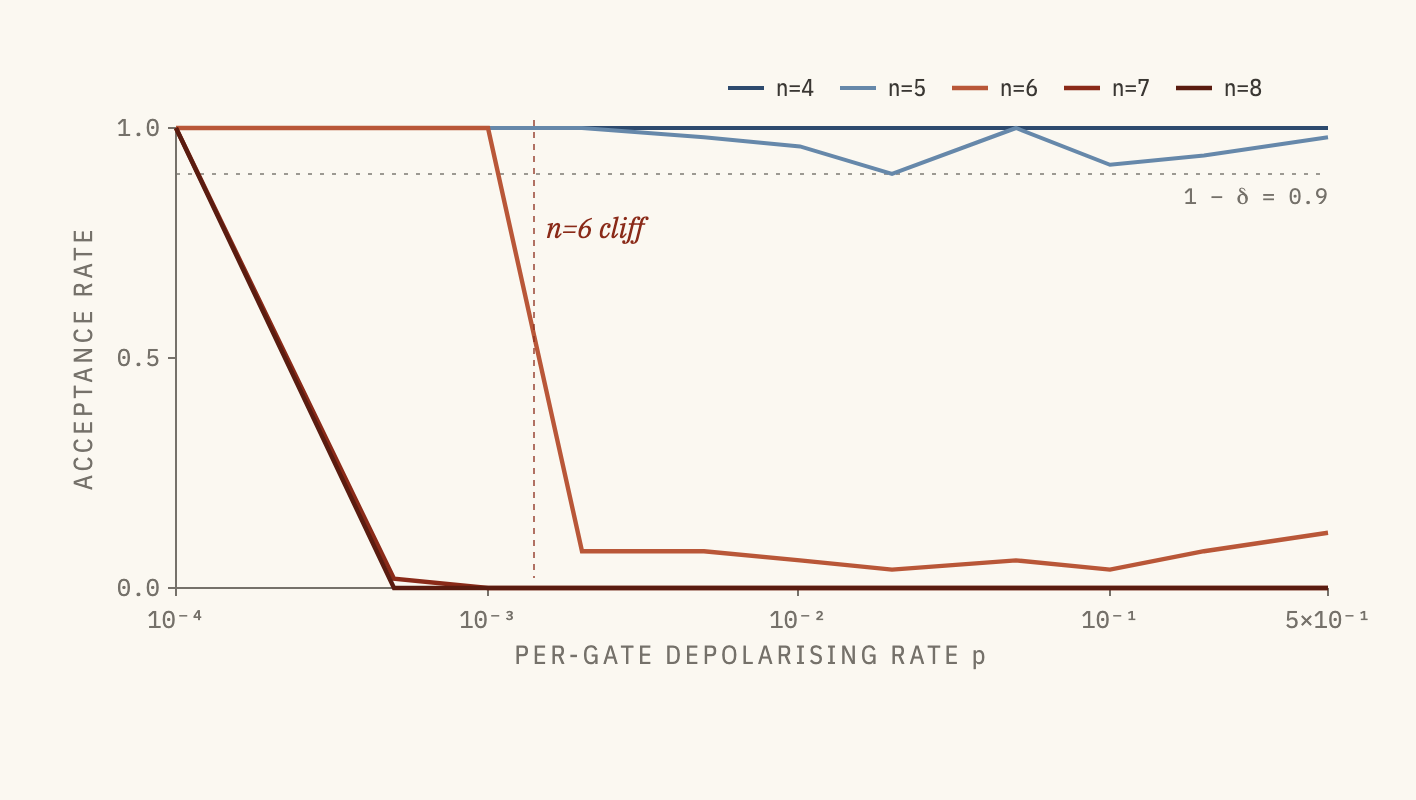 n=4 n=5 n=6 n=7 n=8
1.0
1 − δ = 0.9
n=6 cliff
ACCEPTANCE RATE
0.5
0.0
10⁻⁴ 10⁻³ 10⁻² 10⁻¹ 5×10⁻¹
PER-GATE DEPOLARISING RATE p